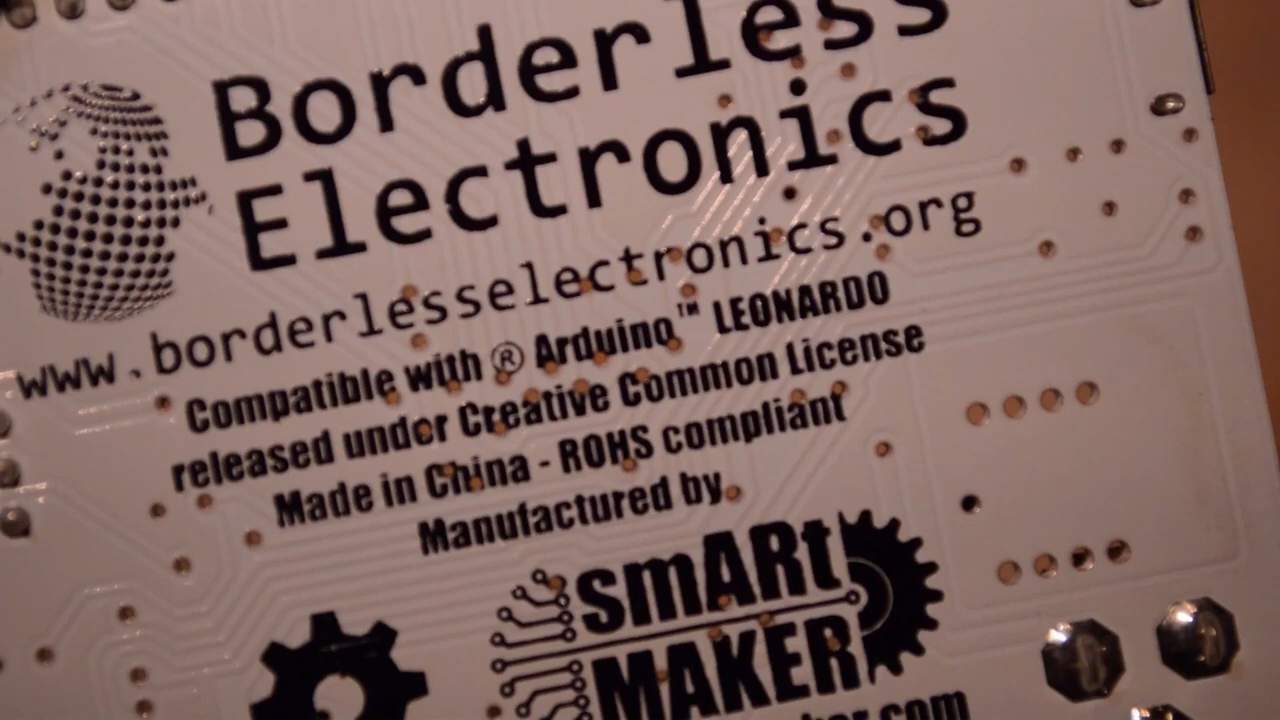 Borderless
Electronics
www.borderlesselectronics.org
Compatible with ® Arduino™ LEONARDO
released under Creative Common License
Made in China - ROHS compliant
Manufactured by
smARt
MAKER